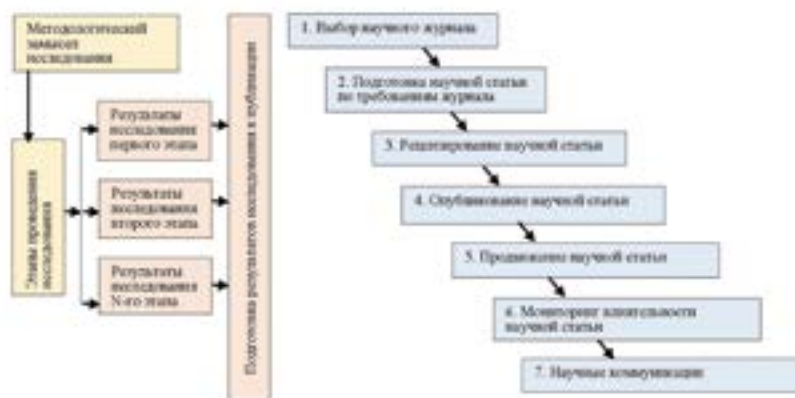 Методологический
замысел
исследования
Этапы проведения
исследования
Результаты
исследования
первого этапа
Результаты
исследования
второго этапа
Результаты
исследования
N-го этапа
Подготовка результатов исследования к публикации
1. Выбор научного журнала
2. Подготовка научной статьи
по требованиям журнала
3. Рецензирование научной статьи
4. Опубликование научной статьи
5. Продвижение научной статьи
6. Мониторинг влиятельности
научной статьи
7. Научные коммуникации